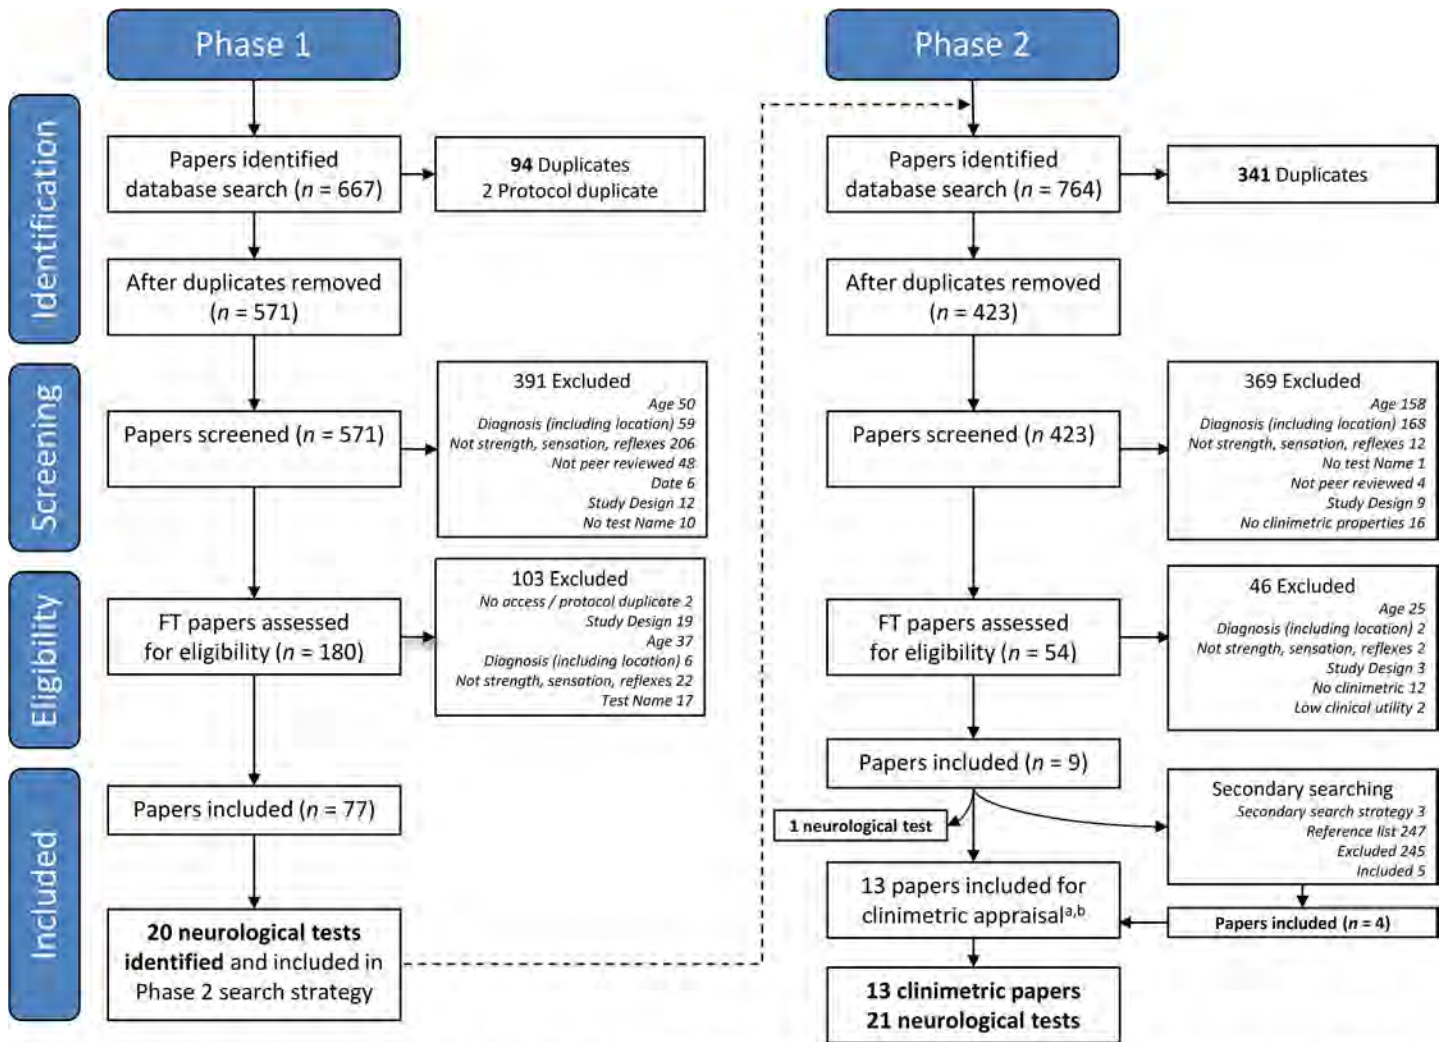 Phase 1
Phase 2
Identification
Papers identified
database search (n = 667)
94 Duplicates
2 Protocol duplicate
Papers identified
database search (n = 764)
341 Duplicates
After duplicates removed
(n = 571)
After duplicates removed
(n = 423)
Screening
Papers screened (n = 571)
391 Excluded
Age 50
Diagnosis (including location) 59
Not strength, sensation, reflexes 206
Not peer reviewed 48
Date 6
Study Design 12
No test Name 10
Papers screened (n 423)
369 Excluded
Age 158
Diagnosis (including location) 168
Not strength, sensation, reflexes 12
No test Name 1
Not peer reviewed 4
Study Design 9
No clinimetric properties 16
Eligibility
FT papers assessed
for eligibility (n = 180)
103 Excluded
No access / protocol duplicate 2
Study Design 19
Age 37
Diagnosis (including location) 6
Not strength, sensation, reflexes 22
Test Name 17
FT papers assessed
for eligibility (n = 54)
46 Excluded
Age 25
Diagnosis (including location) 2
Not strength, sensation, reflexes 2
Study Design 3
No clinimetric 12
Low clinical utility 2
Included
Papers included (n = 77)
20 neurological tests
identified and included in
Phase 2 search strategy
Papers included (n = 9)
1 neurological test
Secondary searching
Secondary search strategy 3
Reference list 247
Excluded 245
Included 5
13 papers included for
clinimetric appraisala,b
Papers included (n = 4)
13 clinimetric papers
21 neurological tests